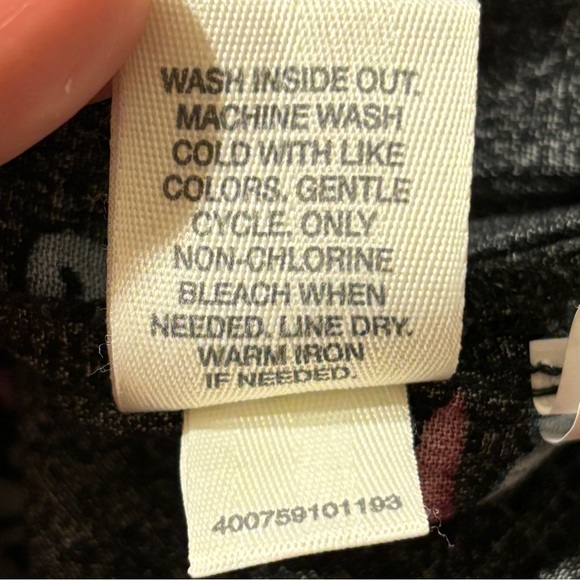 WASH INSIDE OUT.
MACHINE WASH
COLD WITH LIKE
COLORS. GENTLE
CYCLE. ONLY
NON-CHLORINE
BLEACH WHEN
NEEDED. LINE DRY.
WARM IRON
IF NEEDED.
400759101193